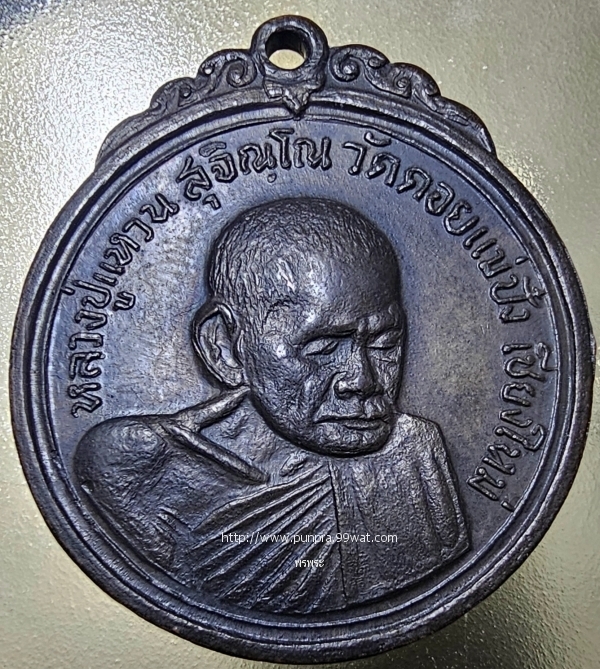 หลวงปู่แหวน สุจิณฺโณ วัดดอยแม่ปั๋ง เชียงใหม่
http://www.punpra.99wat.com
พรพระ